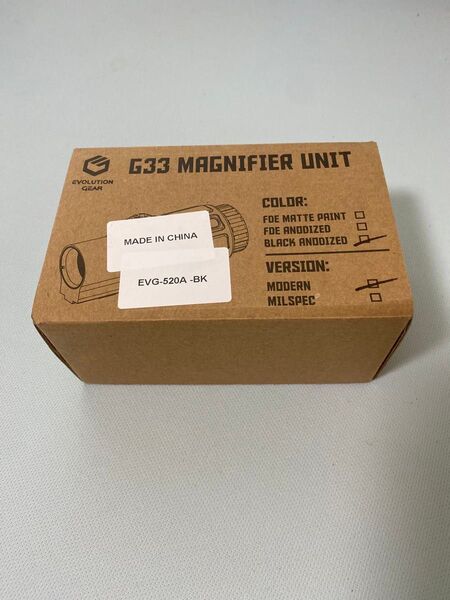 G33 MAGNIFIER UNIT
EVOLUTION
GEAR
COLOR:
FDE MATTE PAINT
FDE ANODIZED
BLACK ANODIZED
VERSION:
MODERN
MILSPEC
MADE IN CHINA
EVG-520A -BK